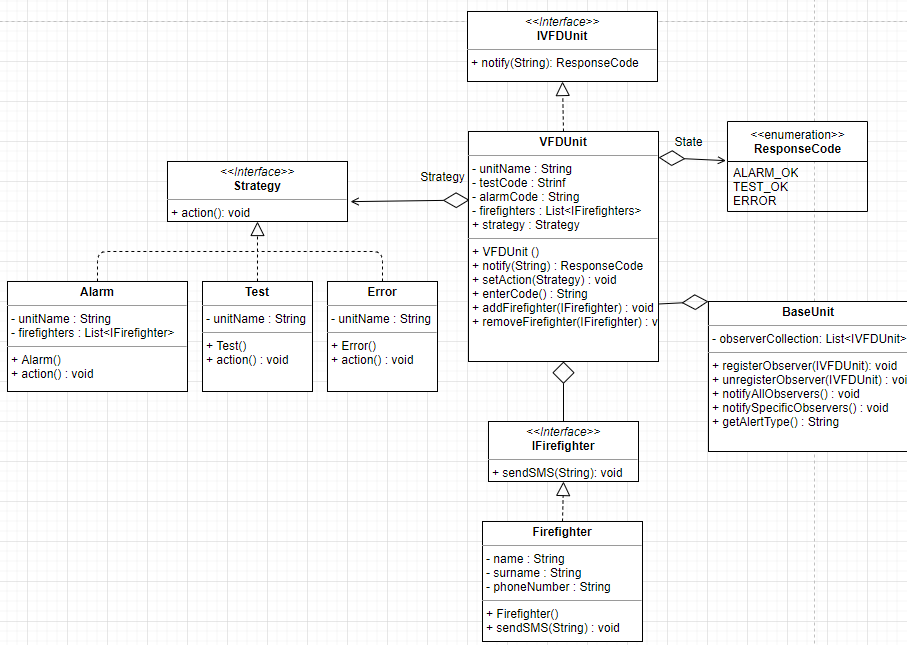 <<Interface>>
IVFDUnit
+ notify(String): ResponseCode
VFDUnit
- unitName : String
- testCode : Strinf
- alarmCode : String
- firefighters : List<IFirefighters>
+ strategy : Strategy
+ VFDUnit ()
+ notify(String) : ResponseCode
+ setAction(Strategy) : void
+ enterCode() : String
+ addFirefighter(IFirefighter) : void
+ removeFirefighter(IFirefighter) : v
State
<<enumeration>>
ResponseCode
ALARM_OK
TEST_OK
ERROR
Strategy
<<Interface>>
Strategy
+ action(): void
Alarm
- unitName : String
- firefighters : List<IFirefighter>
+ Alarm()
+ action() : void
Test
- unitName : String
+ Test()
+ action() : void
Error
- unitName : String
+ Error()
+ action() : void
BaseUnit
- observerCollection: List<IVFDUnit>
+ registerObserver(IVFDUnit): void
+ unregisterObserver(IVFDUnit) : voi
+ notifyAllObservers() : void
+ notifySpecificObservers() : void
+ getAlertType() : String
<<Interface>>
IFirefighter
+ sendSMS(String): void
Firefighter
- name : String
- surname : String
- phoneNumber : String
+ Firefighter()
+ sendSMS(String) : void